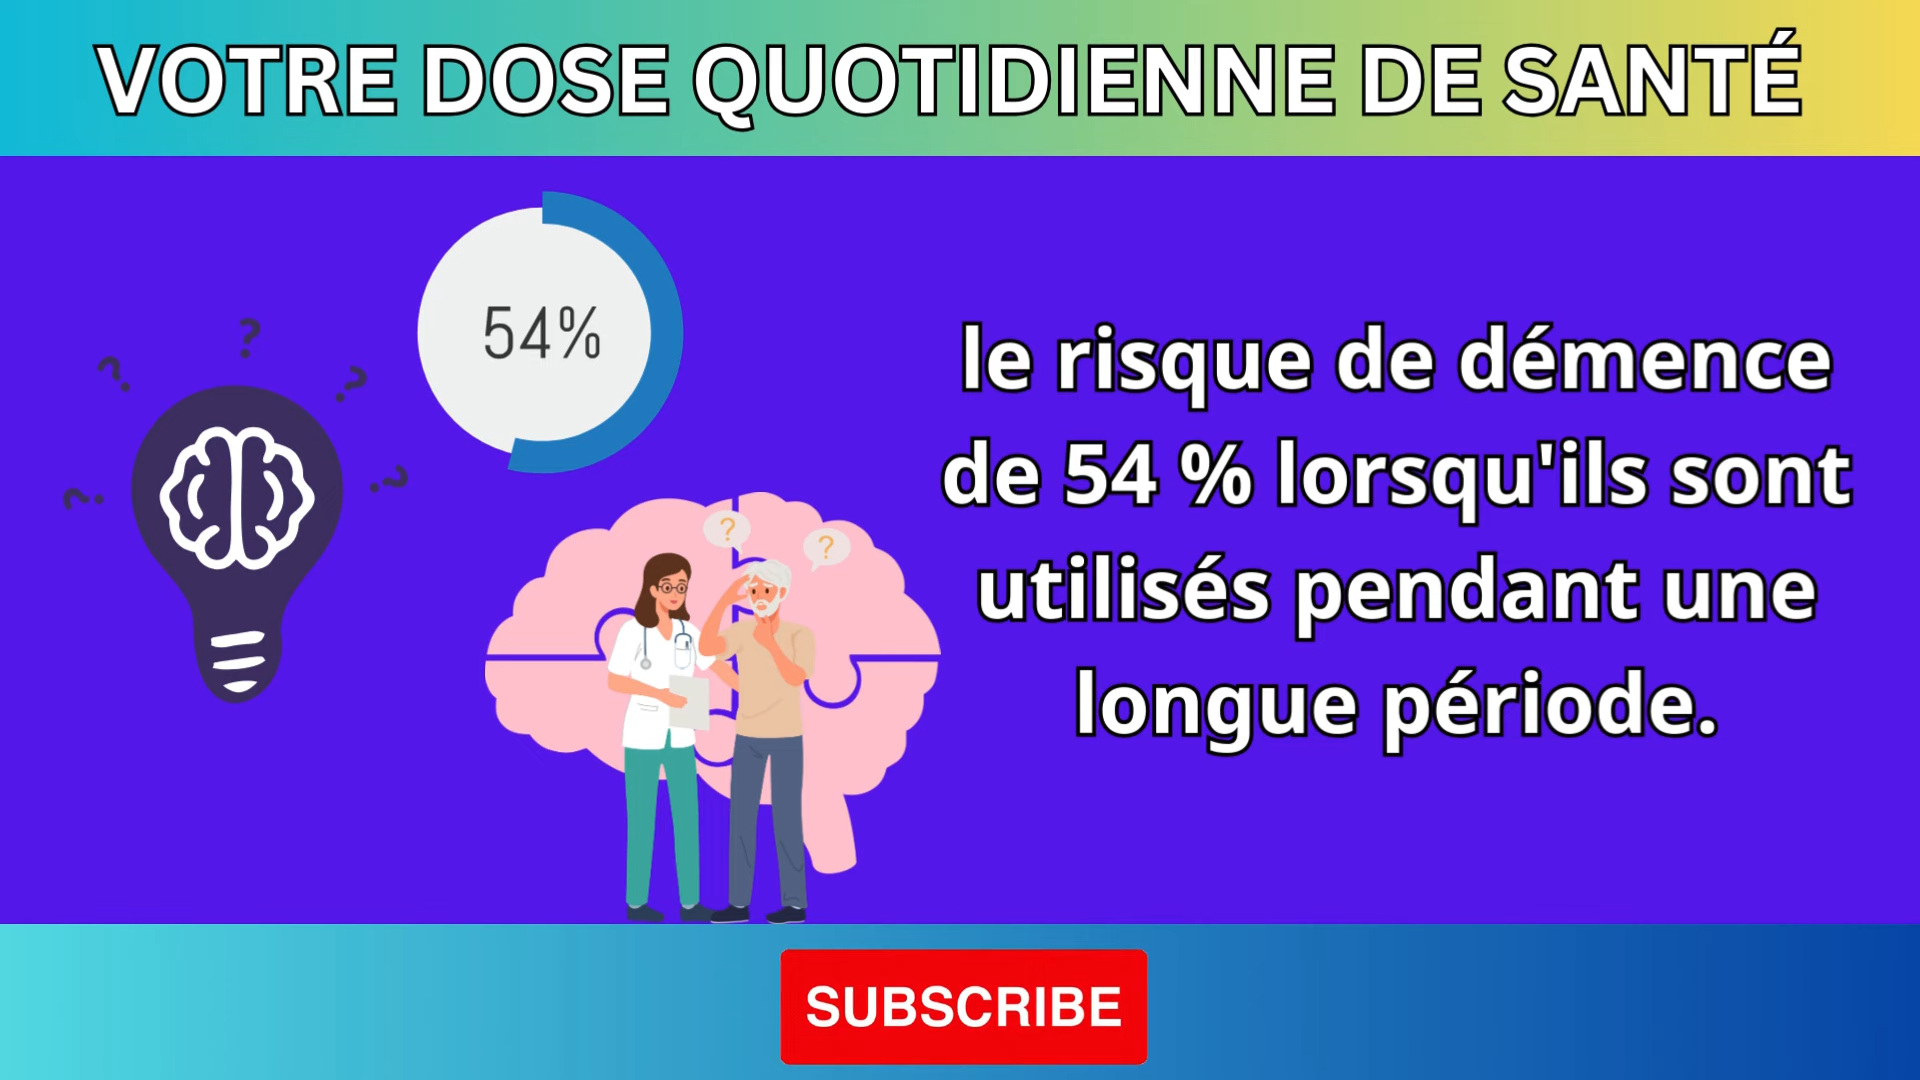 VOTRE DOSE QUOTIDIENNE DE SANTÉ
54%
le risque de démence
de 54 % lorsqu'ils sont
utilisés pendant une
longue période.
? ? ? ? ?
? ?
SUBSCRIBE